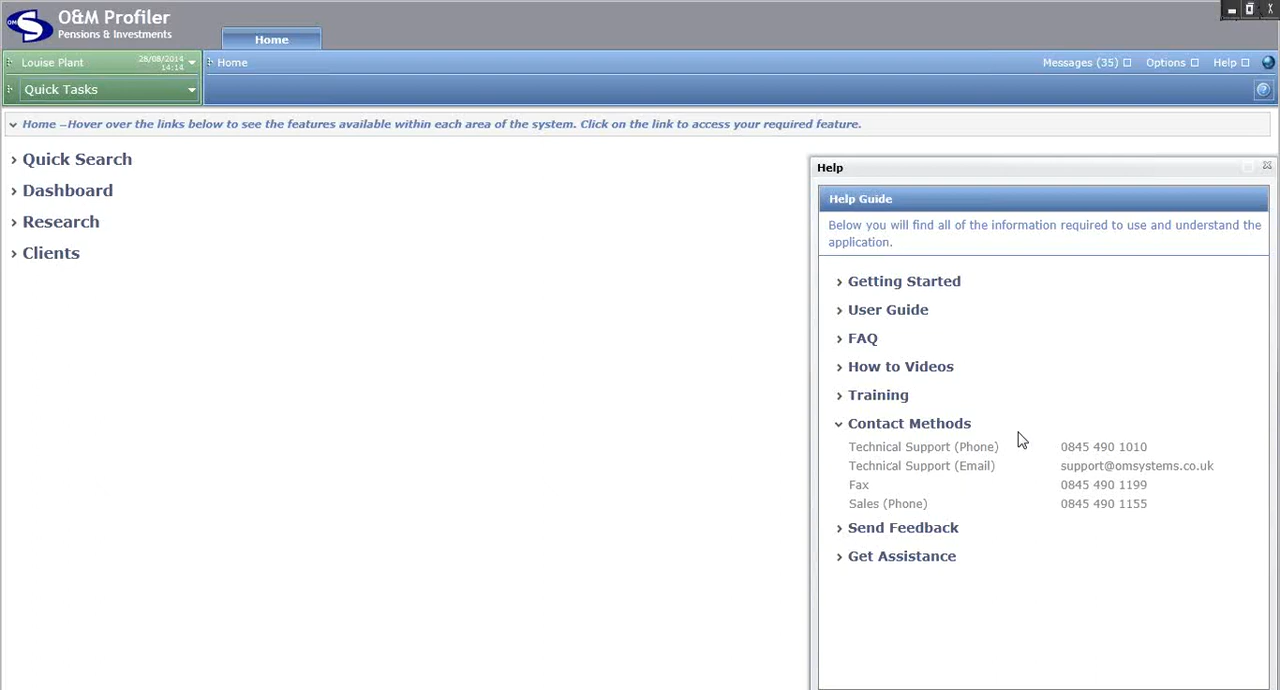 O&M Profiler
Pensions & Investments
Home
Louise Plant 28/08/2014 14:14
Home
Messages (35) Options Help
Quick Tasks
Home –Hover over the links below to see the features available within each area of the system. Click on the link to access your required feature.
Quick Search
Dashboard
Research
Clients
Help
Help Guide
Below you will find all of the information required to use and understand the
application.
Getting Started
User Guide
FAQ
How to Videos
Training
Contact Methods
Technical Support (Phone) 0845 490 1010
Technical Support (Email) support@omsystems.co.uk
Fax 0845 490 1199
Sales (Phone) 0845 490 1155
Send Feedback
Get Assistance